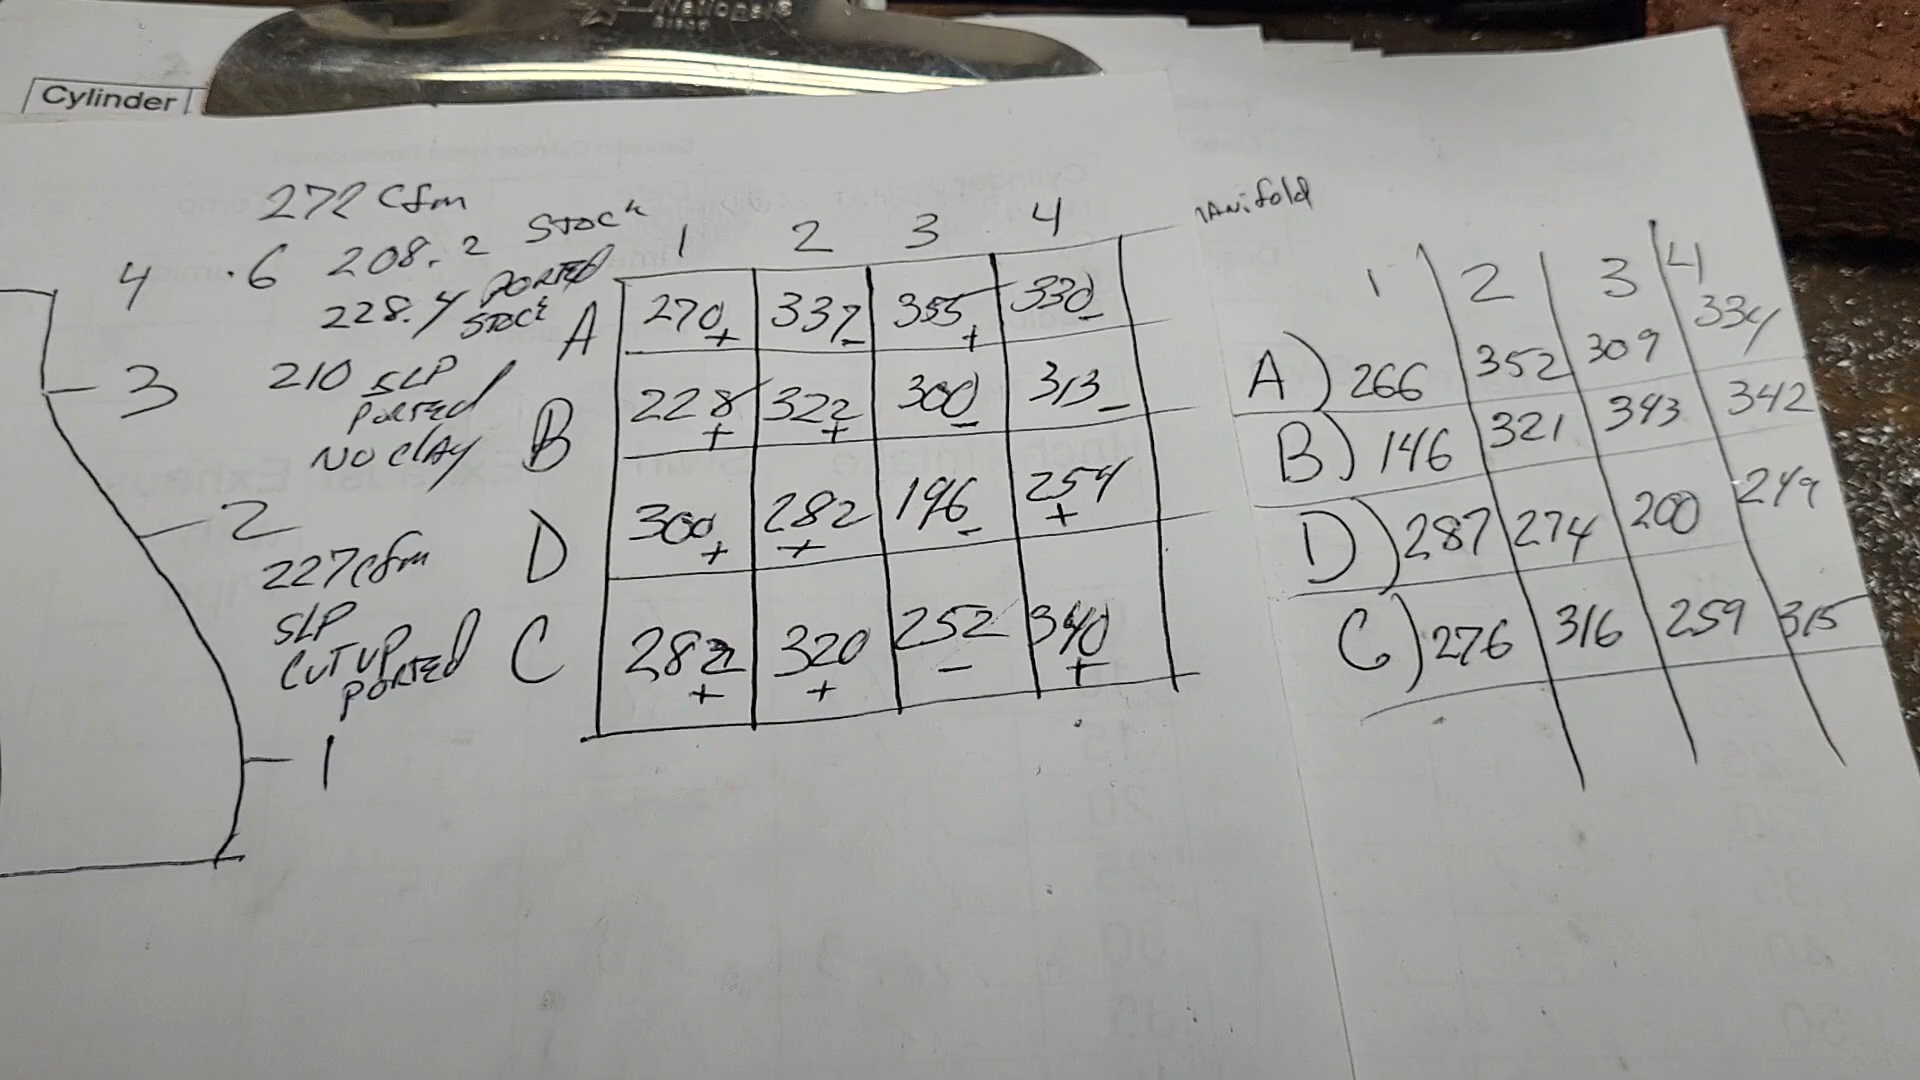 National
Cylinder
272 Cfm
4 .6 208.2 STOCK
228.4 PORTED STOCK
3 210 SLP PORTED
NO CLAY
2
227 Cfm
SLP
CUT UP
PORTED
1
1 2 3 4
A 270+ 337- 355+ 330-
B 228+ 322+ 300- 313-
D 300+ 282+ 196- 254+
C 282+ 320+ 252- 340+
MANifold
1 2 3 4
A) 266 352 309 334
B) 146 321 343 342
D) 287 274 200 249
C) 276 316 259 315